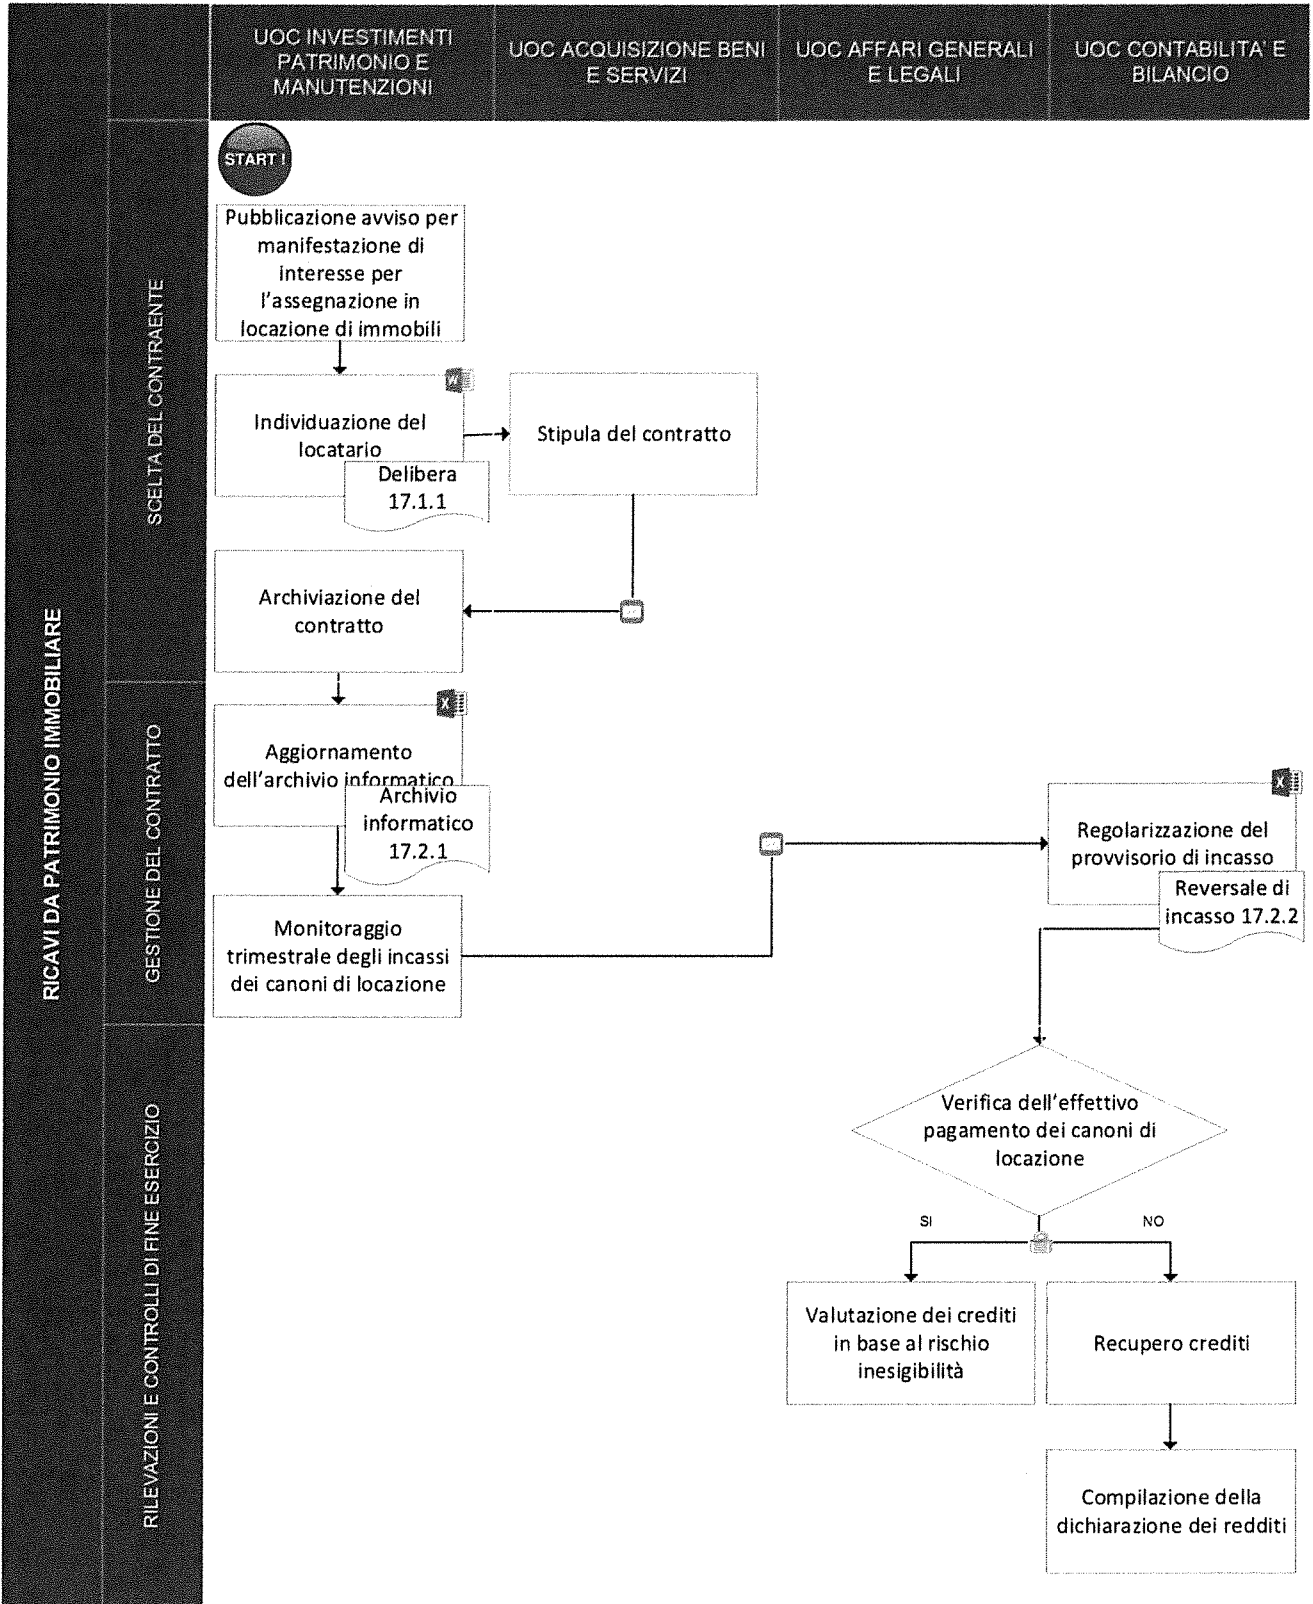 UOC INVESTIMENTI
PATRIMONIO E
MANUTENZIONI
UOC ACQUISIZIONE BENI
E SERVIZI
UOC AFFARI GENERALI
E LEGALI
UOC CONTABILITA' E
BILANCIO
RICAVI DA PATRIMONIO IMMOBILIARE
SCELTA DEL CONTRAENTE
START !
Pubblicazione avviso per
manifestazione di
interesse per
l'assegnazione in
locazione di immobili
W
Individuazione del
locatario
Delibera
17.1.1
Stipula del contratto
Archiviazione del
contratto
GESTIONE DEL CONTRATTO
X
Aggiornamento
dell'archivio informatico
Archivio
informatico
17.2.1
Monitoraggio
trimestrale degli incassi
dei canoni di locazione
X
Regolarizzazione del
provvisorio di incasso
Reversale di
incasso 17.2.2
RILEVAZIONI E CONTROLLI DI FINE ESERCIZIO
Verifica dell'effettivo
pagamento dei canoni di
locazione
SI
NO
Valutazione dei crediti
in base al rischio
inesigibilità
Recupero crediti
Compilazione della
dichiarazione dei redditi